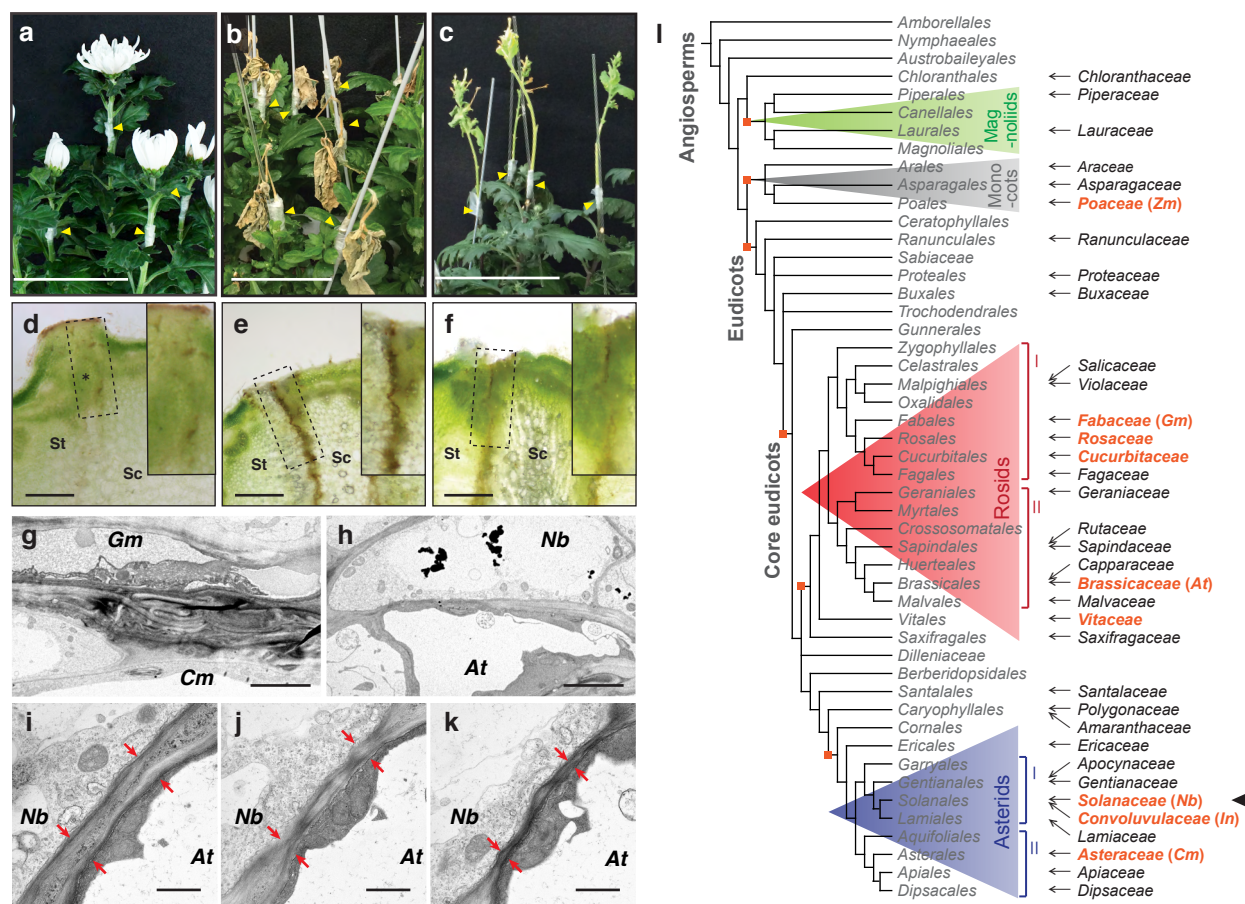 a
b
c
d
St
Sc
e
St
Sc
f
St
Sc
g
Gm
Cm
h
Nb
At
i
Nb
At
j
Nb
At
k
Nb
At
l
Angiosperms
Eudicots
Core eudicots
Amborellales
Nymphaeales
Austrobaileyales
Chloranthales
Piperales
Canellales
Laurales
Magnoliales
Arales
Asparagales
Poales
Ceratophyllales
Ranunculales
Sabiaceae
Proteales
Buxales
Trochodendrales
Gunnerales
Zygophyllales
Celastrales
Malpighiales
Oxalidales
Fabales
Rosales
Cucurbitales
Fagales
Geraniales
Myrtales
Crossosomatales
Sapindales
Huerteales
Brassicales
Malvales
Vitales
Saxifragales
Dilleniaceae
Berberidopsidales
Santalales
Caryophyllales
Cornales
Ericales
Garryales
Gentianales
Solanales
Lamiales
Aquifoliales
Asterales
Apiales
Dipsacales
Mag
-noliids
Mono
-cots
Rosids
I
II
Asterids
I
II
Chloranthaceae
Piperaceae
Lauraceae
Araceae
Asparagaceae
Poaceae (Zm)
Ranunculaceae
Proteaceae
Buxaceae
Salicaceae
Violaceae
Fabaceae (Gm)
Rosaceae
Cucurbitaceae
Fagaceae
Geraniaceae
Rutaceae
Sapindaceae
Capparaceae
Brassicaceae (At)
Malvaceae
Vitaceae
Saxifragaceae
Santalaceae
Polygonaceae
Amaranthaceae
Ericaceae
Apocynaceae
Gentianaceae
Solanaceae (Nb)
Convoluvulaceae (In)
Lamiaceae
Asteraceae (Cm)
Apiaceae
Dipsaceae